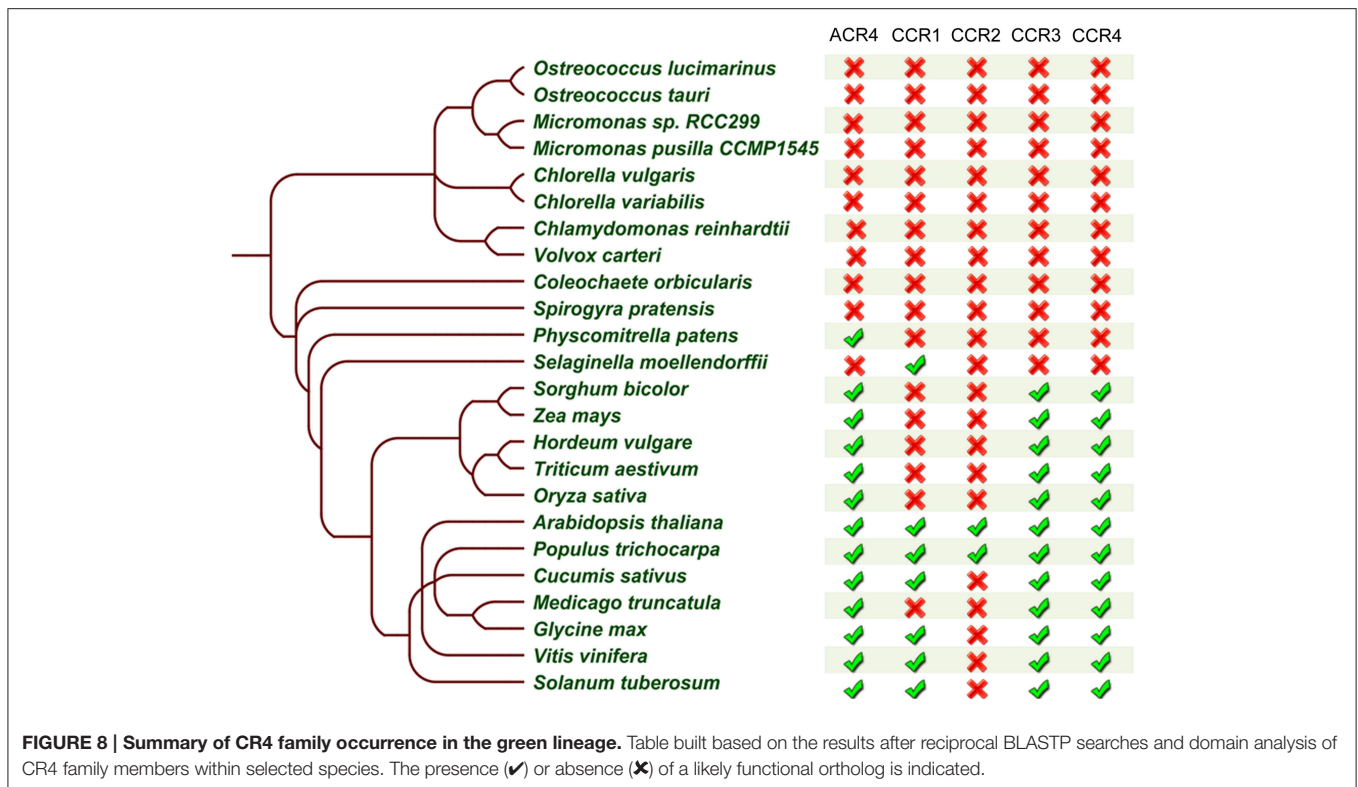 ACR4 CCR1 CCR2 CCR3 CCR4
Ostreococcus lucimarinus
Ostreococcus tauri
Micromonas sp. RCC299
Micromonas pusilla CCMP1545
Chlorella vulgaris
Chlorella variabilis
Chlamydomonas reinhardtii
Volvox carteri
Coleochaete orbicularis
Spirogyra pratensis
Physcomitrella patens
Selaginella moellendorffii
Sorghum bicolor
Zea mays
Hordeum vulgare
Triticum aestivum
Oryza sativa
Arabidopsis thaliana
Populus trichocarpa
Cucumis sativus
Medicago truncatula
Glycine max
Vitis vinifera
Solanum tuberosum
FIGURE 8 | Summary of CR4 family occurrence in the green lineage. Table built based on the results after reciprocal BLASTP searches and domain analysis of
CR4 family members within selected species. The presence (✔) or absence (✖) of a likely functional ortholog is indicated.